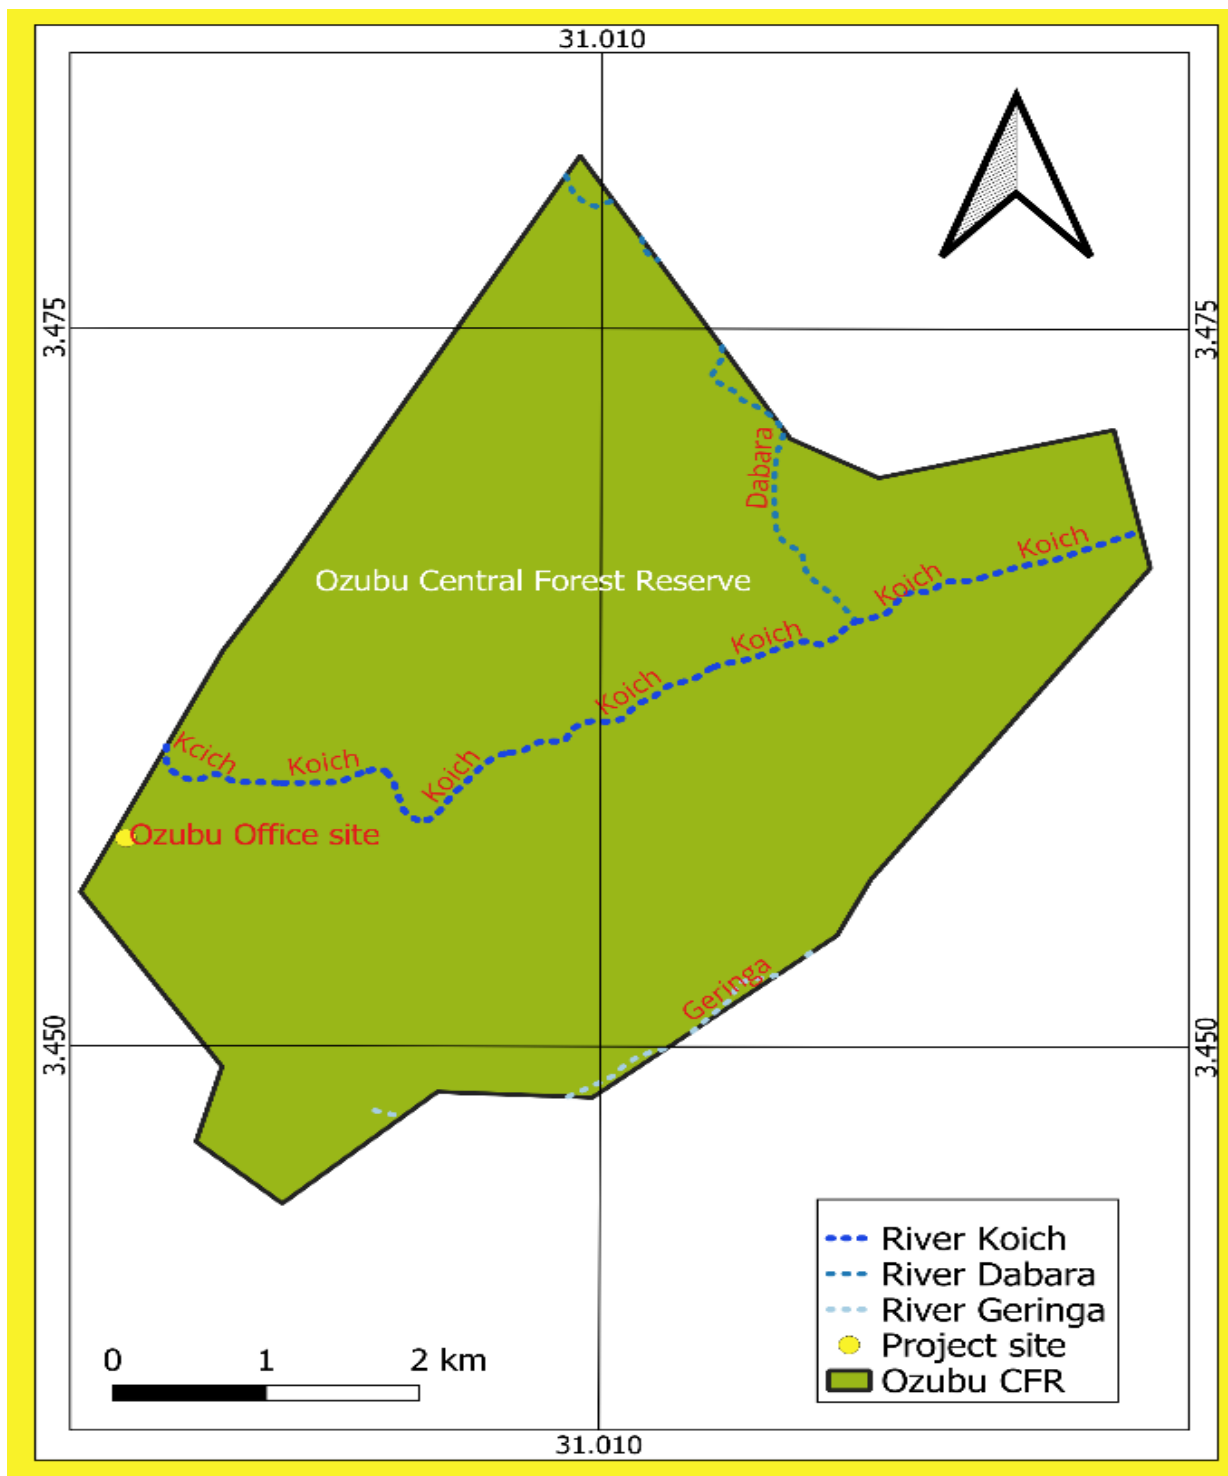 31.010
3.475
3.475
Dabara
Koich
Ozubu Central Forest Reserve
Koich
Koich
Koich
Kcich
Koich
Koich
Ozubu Office site
Geringa
3.450
3.450
River Koich
River Dabara
River Geringa
Project site
Ozubu CFR
0 1 2 km
31.010